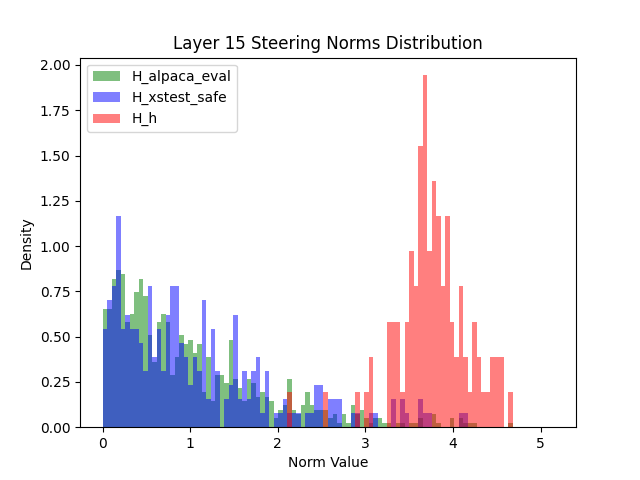 Layer 15 Steering Norms Distribution
H_alpaca_eval
H_xstest_safe
H_h
2.00
1.75
1.50
1.25
1.00
0.75
0.50
0.25
0.00
Density
0
1
2
3
4
5
Norm Value